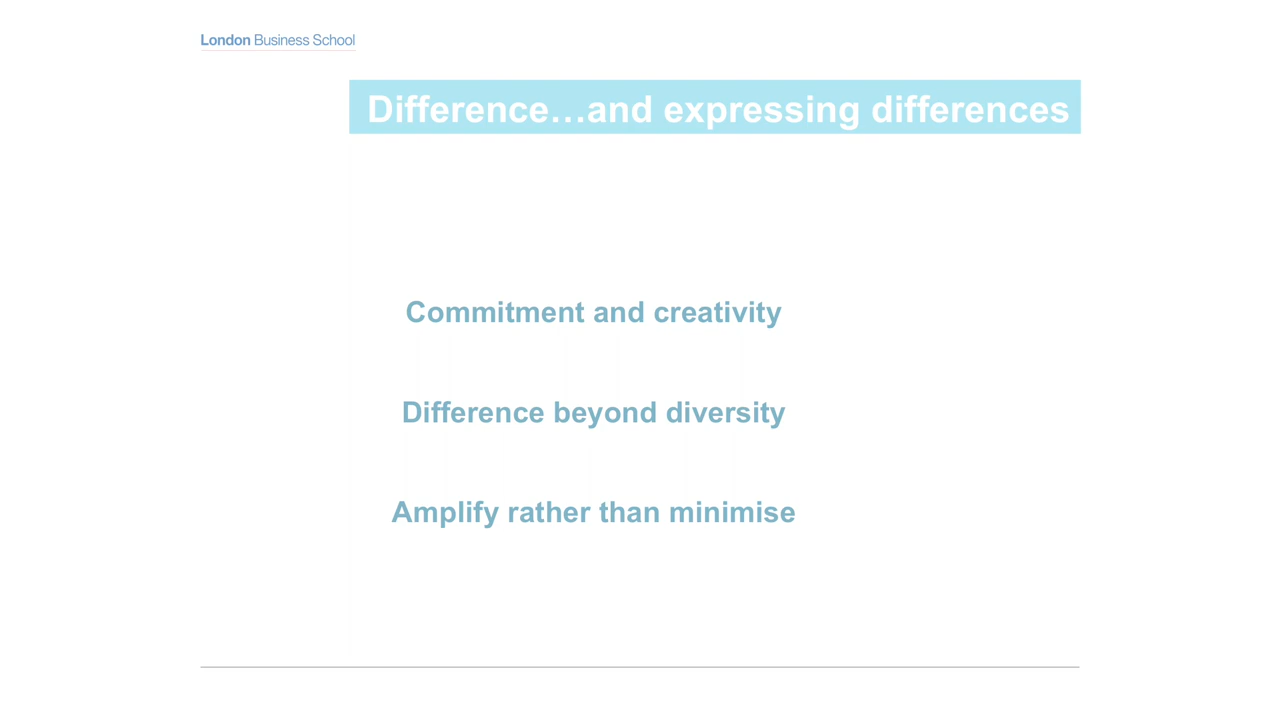 London Business School
Difference…and expressing differences
Commitment and creativity
Difference beyond diversity
Amplify rather than minimise